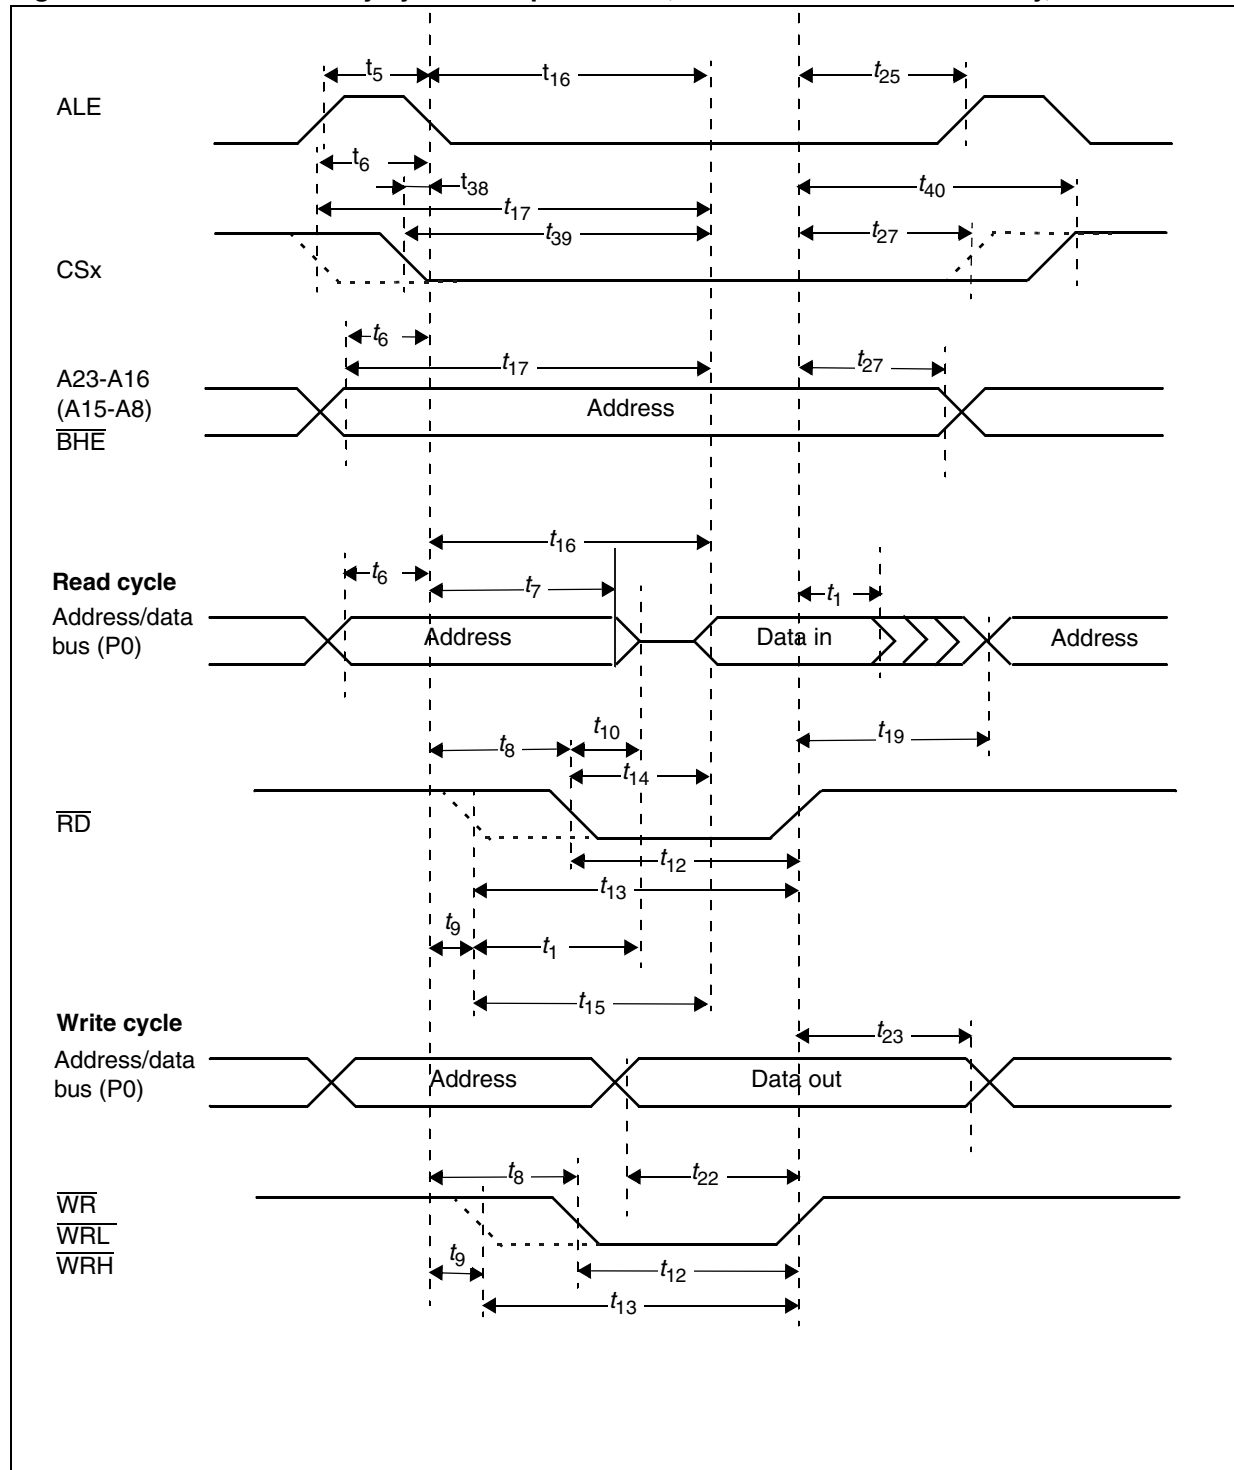 t5 t16 t25
ALE
t6
t38
t40
t17
t39 t27
CSx
t6
t17 t27
A23-A16
(A15-A8)
BHE
Address
t16
Read cycle
t6 t7 t1
Address/data
bus (P0)
Address Data in Address
t8 t10 t19
t14
RD
t12
t13
t9 t1
t15
Write cycle
t23
Address/data
bus (P0)
Address Data out
t8 t22
WR
WRL
WRH
t9 t12
t13